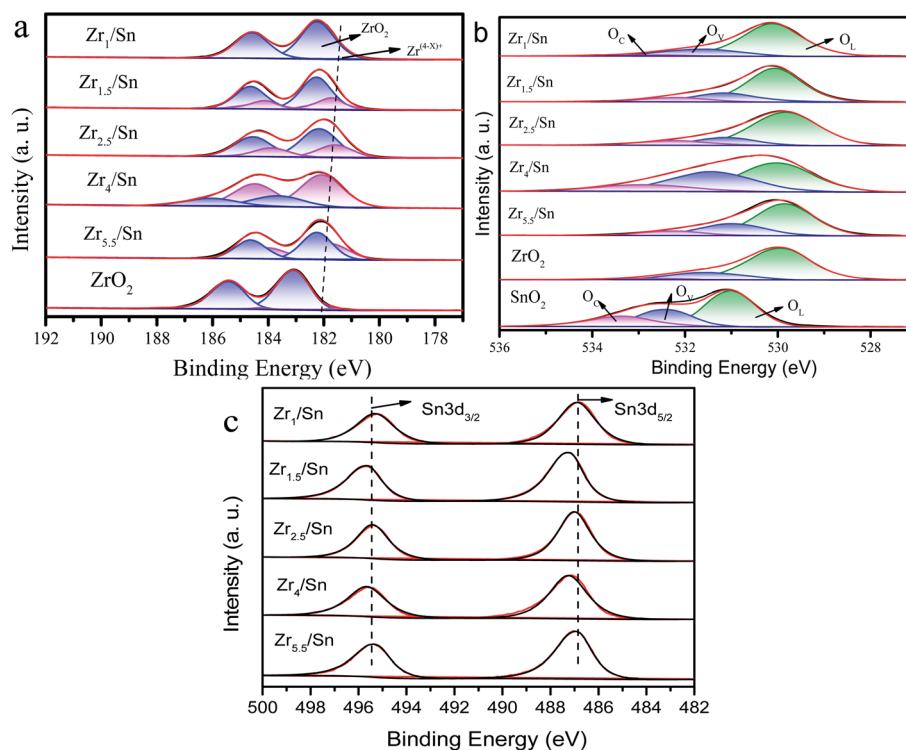 a
Zr1/Sn
ZrO2
Zr(4-X)+
Zr1.5/Sn
Zr2.5/Sn
Zr4/Sn
Zr5.5/Sn
ZrO2
Intensity (a. u.)
192 190 188 186 184 182 180 178 177
Binding Energy (eV)
b
Zr1/Sn
OC
OV
OL
Zr1.5/Sn
Zr2.5/Sn
Zr4/Sn
Zr5.5/Sn
ZrO2
SnO2
OC
OV
OL
Intensity (a. u.)
536 534 532 530 528
Binding Energy (eV)
c
Sn3d3/2
Sn3d5/2
Zr1/Sn
Zr1.5/Sn
Zr2.5/Sn
Zr4/Sn
Zr5.5/Sn
Intensity (a. u.)
500 498 496 494 492 490 488 486 484 482
Binding Energy (eV)